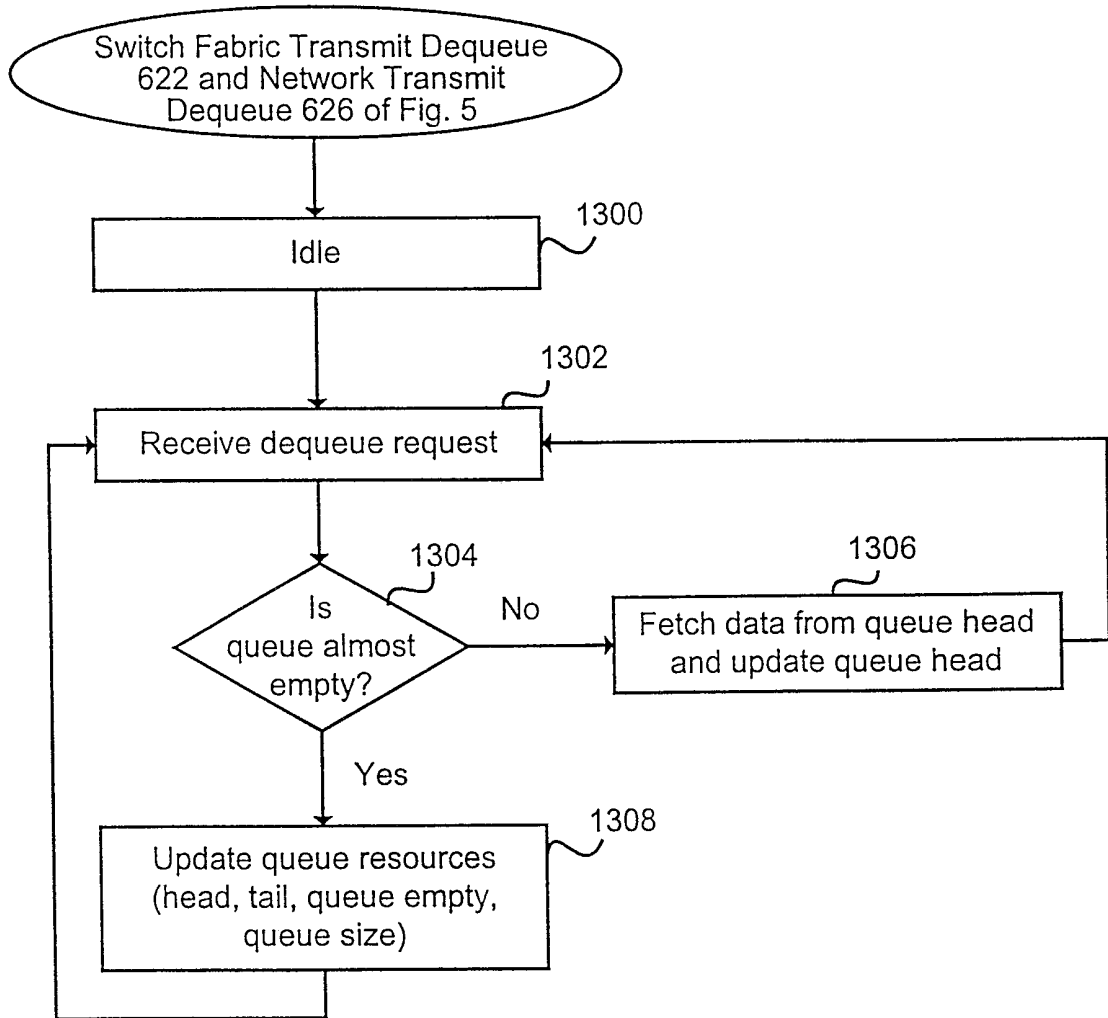 Switch Fabric Transmit Dequeue
622 and Network Transmit
Dequeue 626 of Fig. 5
1300
Idle
1302
Receive dequeue request
1304
Is
queue almost
empty?
No
1306
Fetch data from queue head
and update queue head
Yes
1308
Update queue resources
(head, tail, queue empty,
queue size)